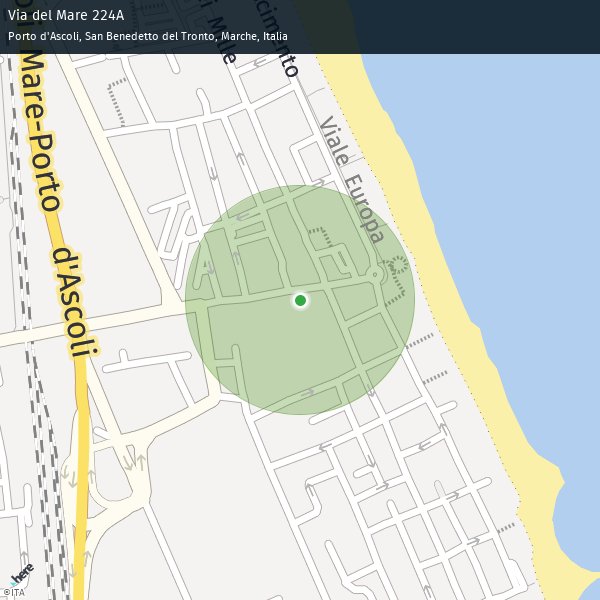 Via del Mare 224A
Porto d'Ascoli, San Benedetto del Tronto, Marche, Italia
Mare-Porto d'Ascoli
Viale Europa
here
©ITA